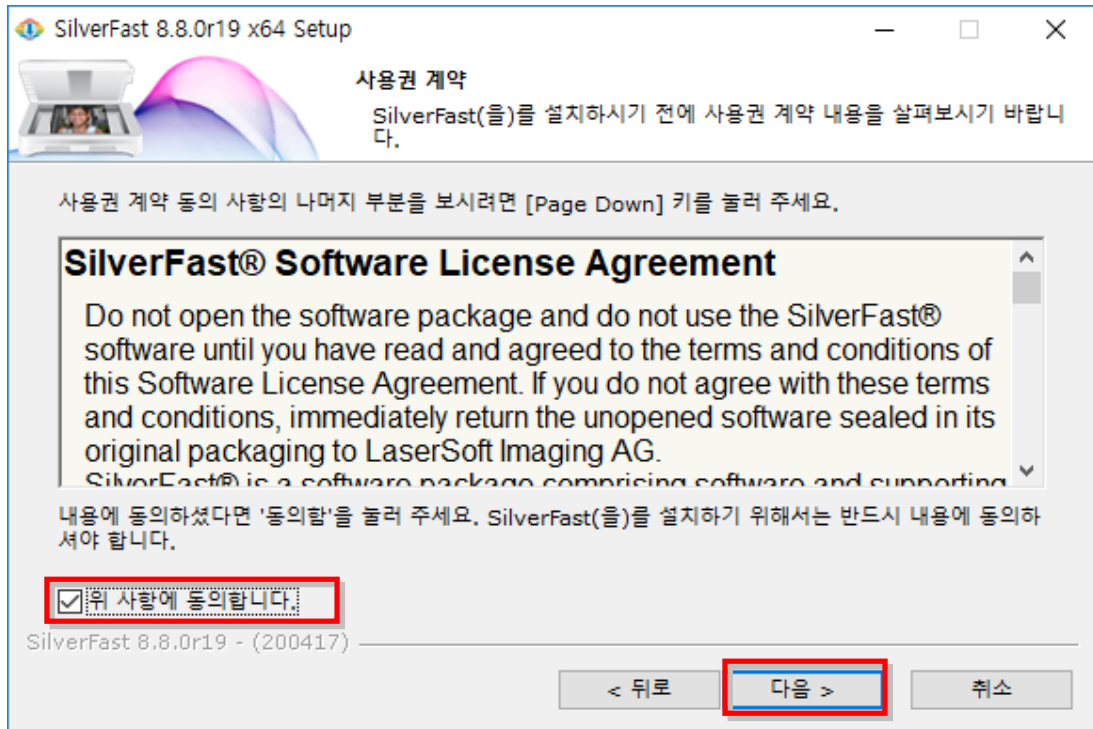 SilverFast 8.8.0r19 x64 Setup
사용권 계약
SilverFast(을)를 설치하시기 전에 사용권 계약 내용을 살펴보시기 바랍니
다.
사용권 계약 동의 사항의 나머지 부분을 보시려면 [Page Down] 키를 눌러 주세요.
SilverFast® Software License Agreement
Do not open the software package and do not use the SilverFast®
software until you have read and agreed to the terms and conditions of
this Software License Agreement. If you do not agree with these terms
and conditions, immediately return the unopened software sealed in its
original packaging to LaserSoft Imaging AG.
SilverFast® is a software package comprising software and supporting
내용에 동의하셨다면 '동의함'을 눌러 주세요. SilverFast(을)를 설치하기 위해서는 반드시 내용에 동의하
셔야 합니다.
위 사항에 동의합니다.
SilverFast 8.8.0r19 - (200417)
< 뒤로
다음 >
취소